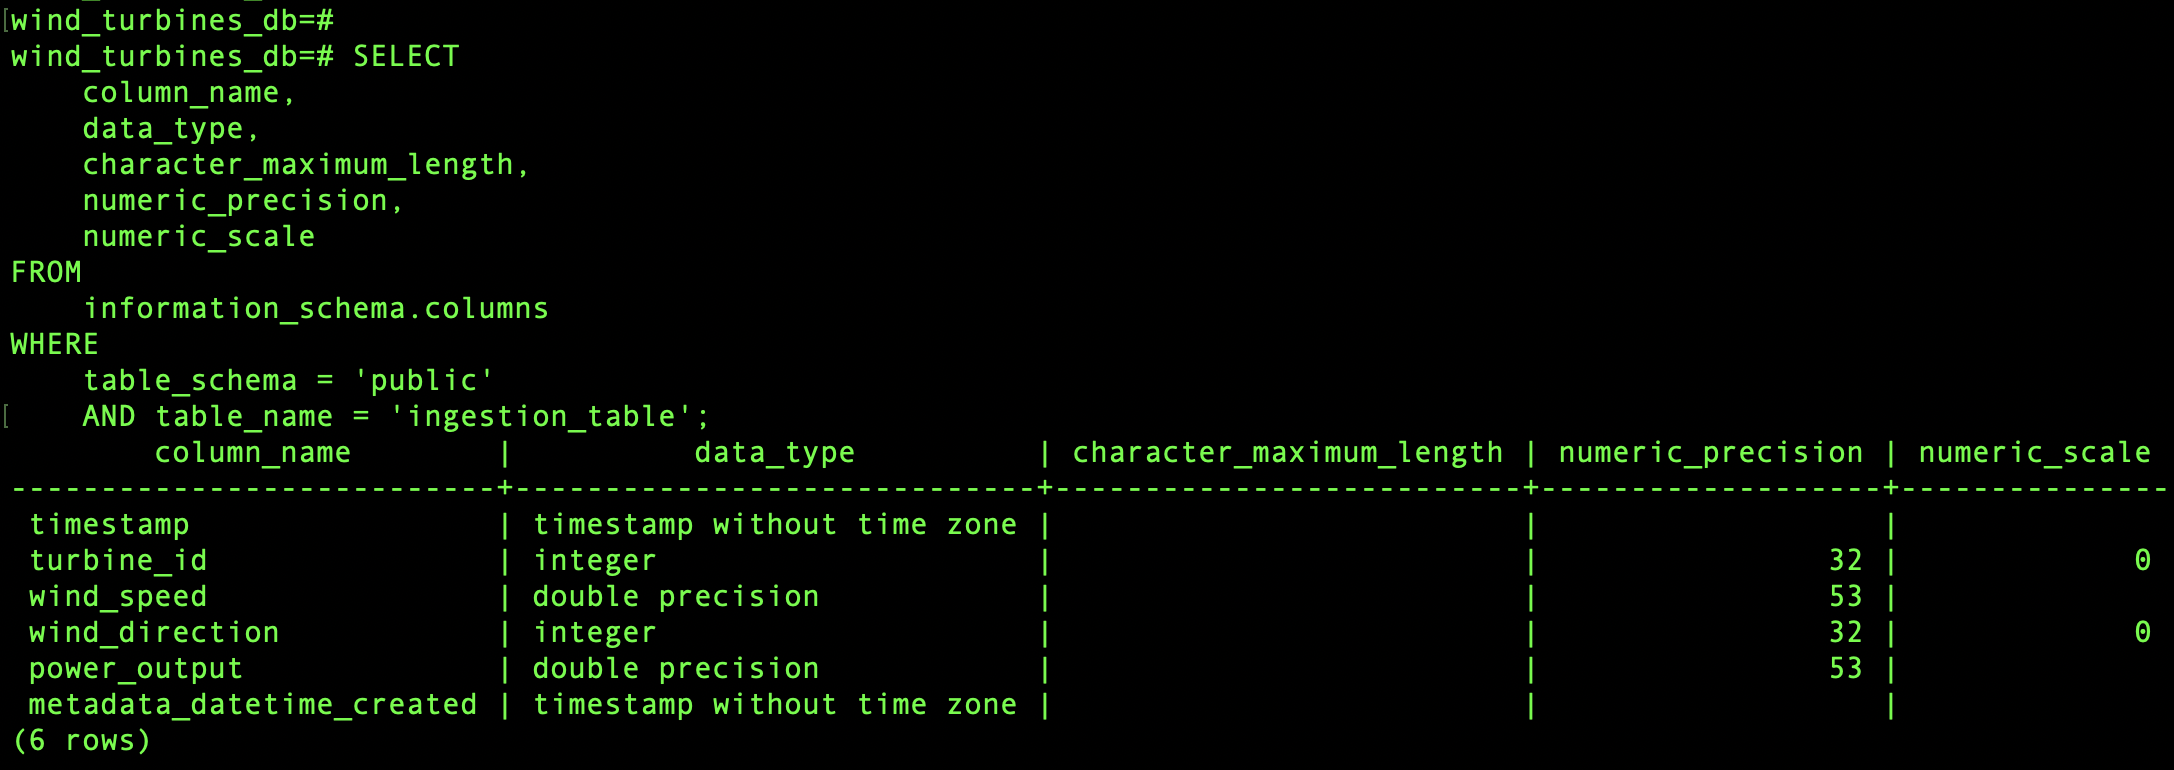 wind_turbines_db=#
wind_turbines_db=# SELECT
    column_name,
    data_type,
    character_maximum_length,
    numeric_precision,
    numeric_scale
FROM
    information_schema.columns
WHERE
    table_schema = 'public'
    AND table_name = 'ingestion_table';
        column_name        |          data_type          | character_maximum_length | numeric_precision | numeric_scale
---------------------------+-----------------------------+--------------------------+-------------------+---------------
 timestamp                 | timestamp without time zone |                          |                   |
 turbine_id                | integer                     |                          |                32 |             0
 wind_speed                | double precision            |                          |                53 |
 wind_direction            | integer                     |                          |                32 |             0
 power_output              | double precision            |                          |                53 |
 metadata_datetime_created | timestamp without time zone |                          |                   |
(6 rows)